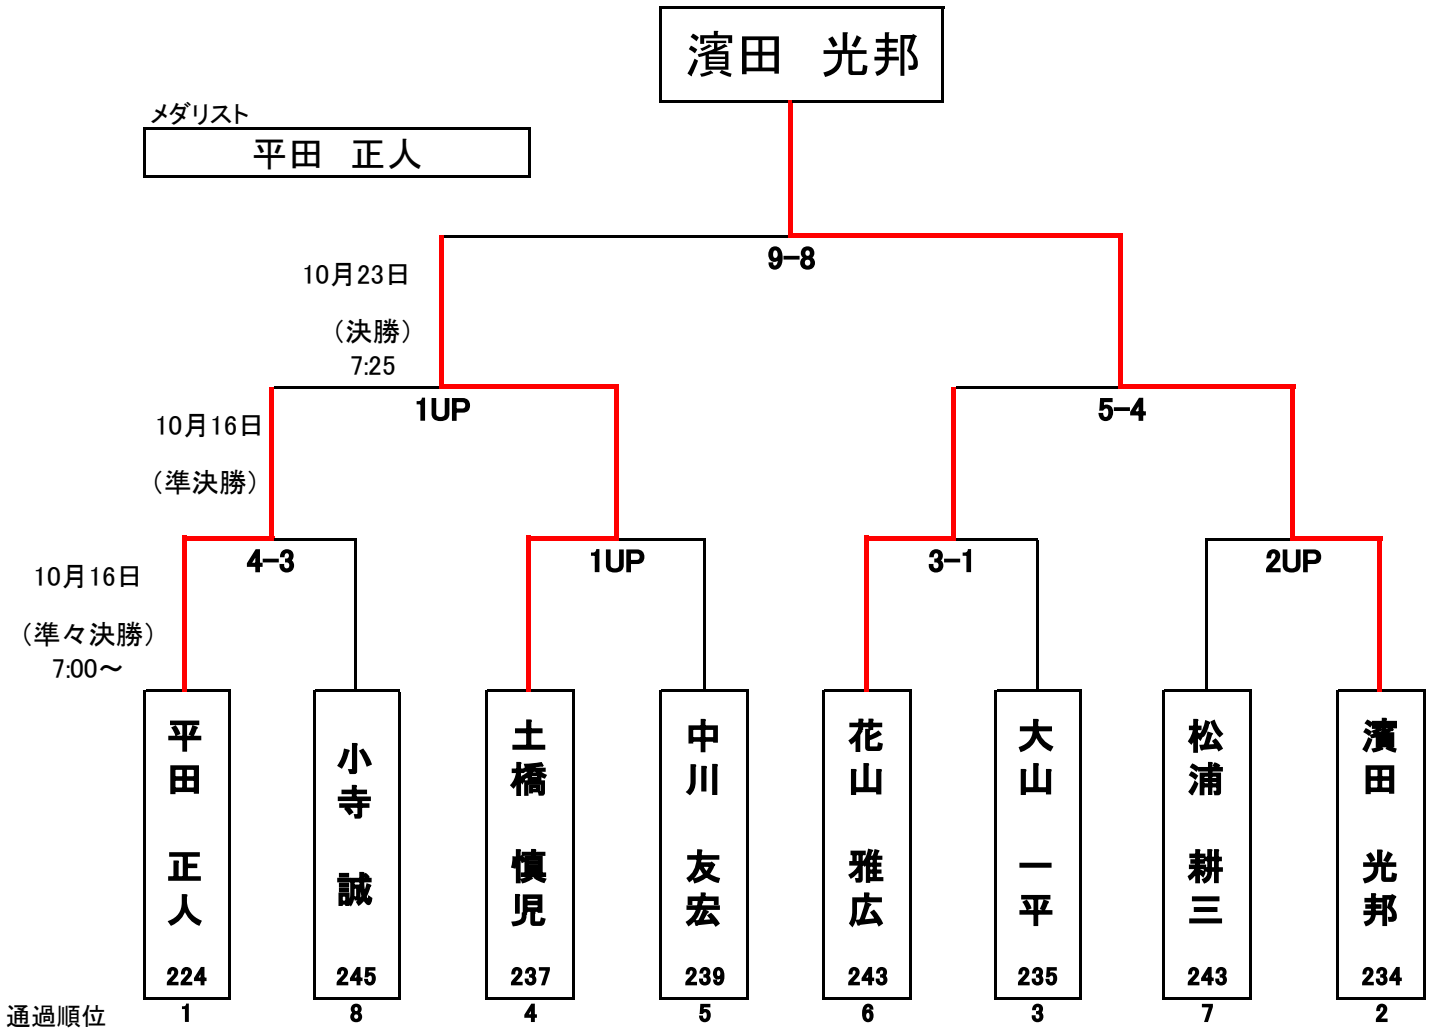 濱田　光邦
メダリスト
平田　正人
9-8
10月23日
（決勝）
7:25
1UP
5-4
10月16日
（準決勝）
4-3
1UP
3-1
2UP
10月16日
（準々決勝）
7:00～
平田　正人
小寺　誠
土橋　慎児
中川　友宏
花山　雅広
大山　一平
松浦　耕三
濱田　光邦
224
245
237
239
243
235
243
234
通過順位
1
8
4
5
6
3
7
2